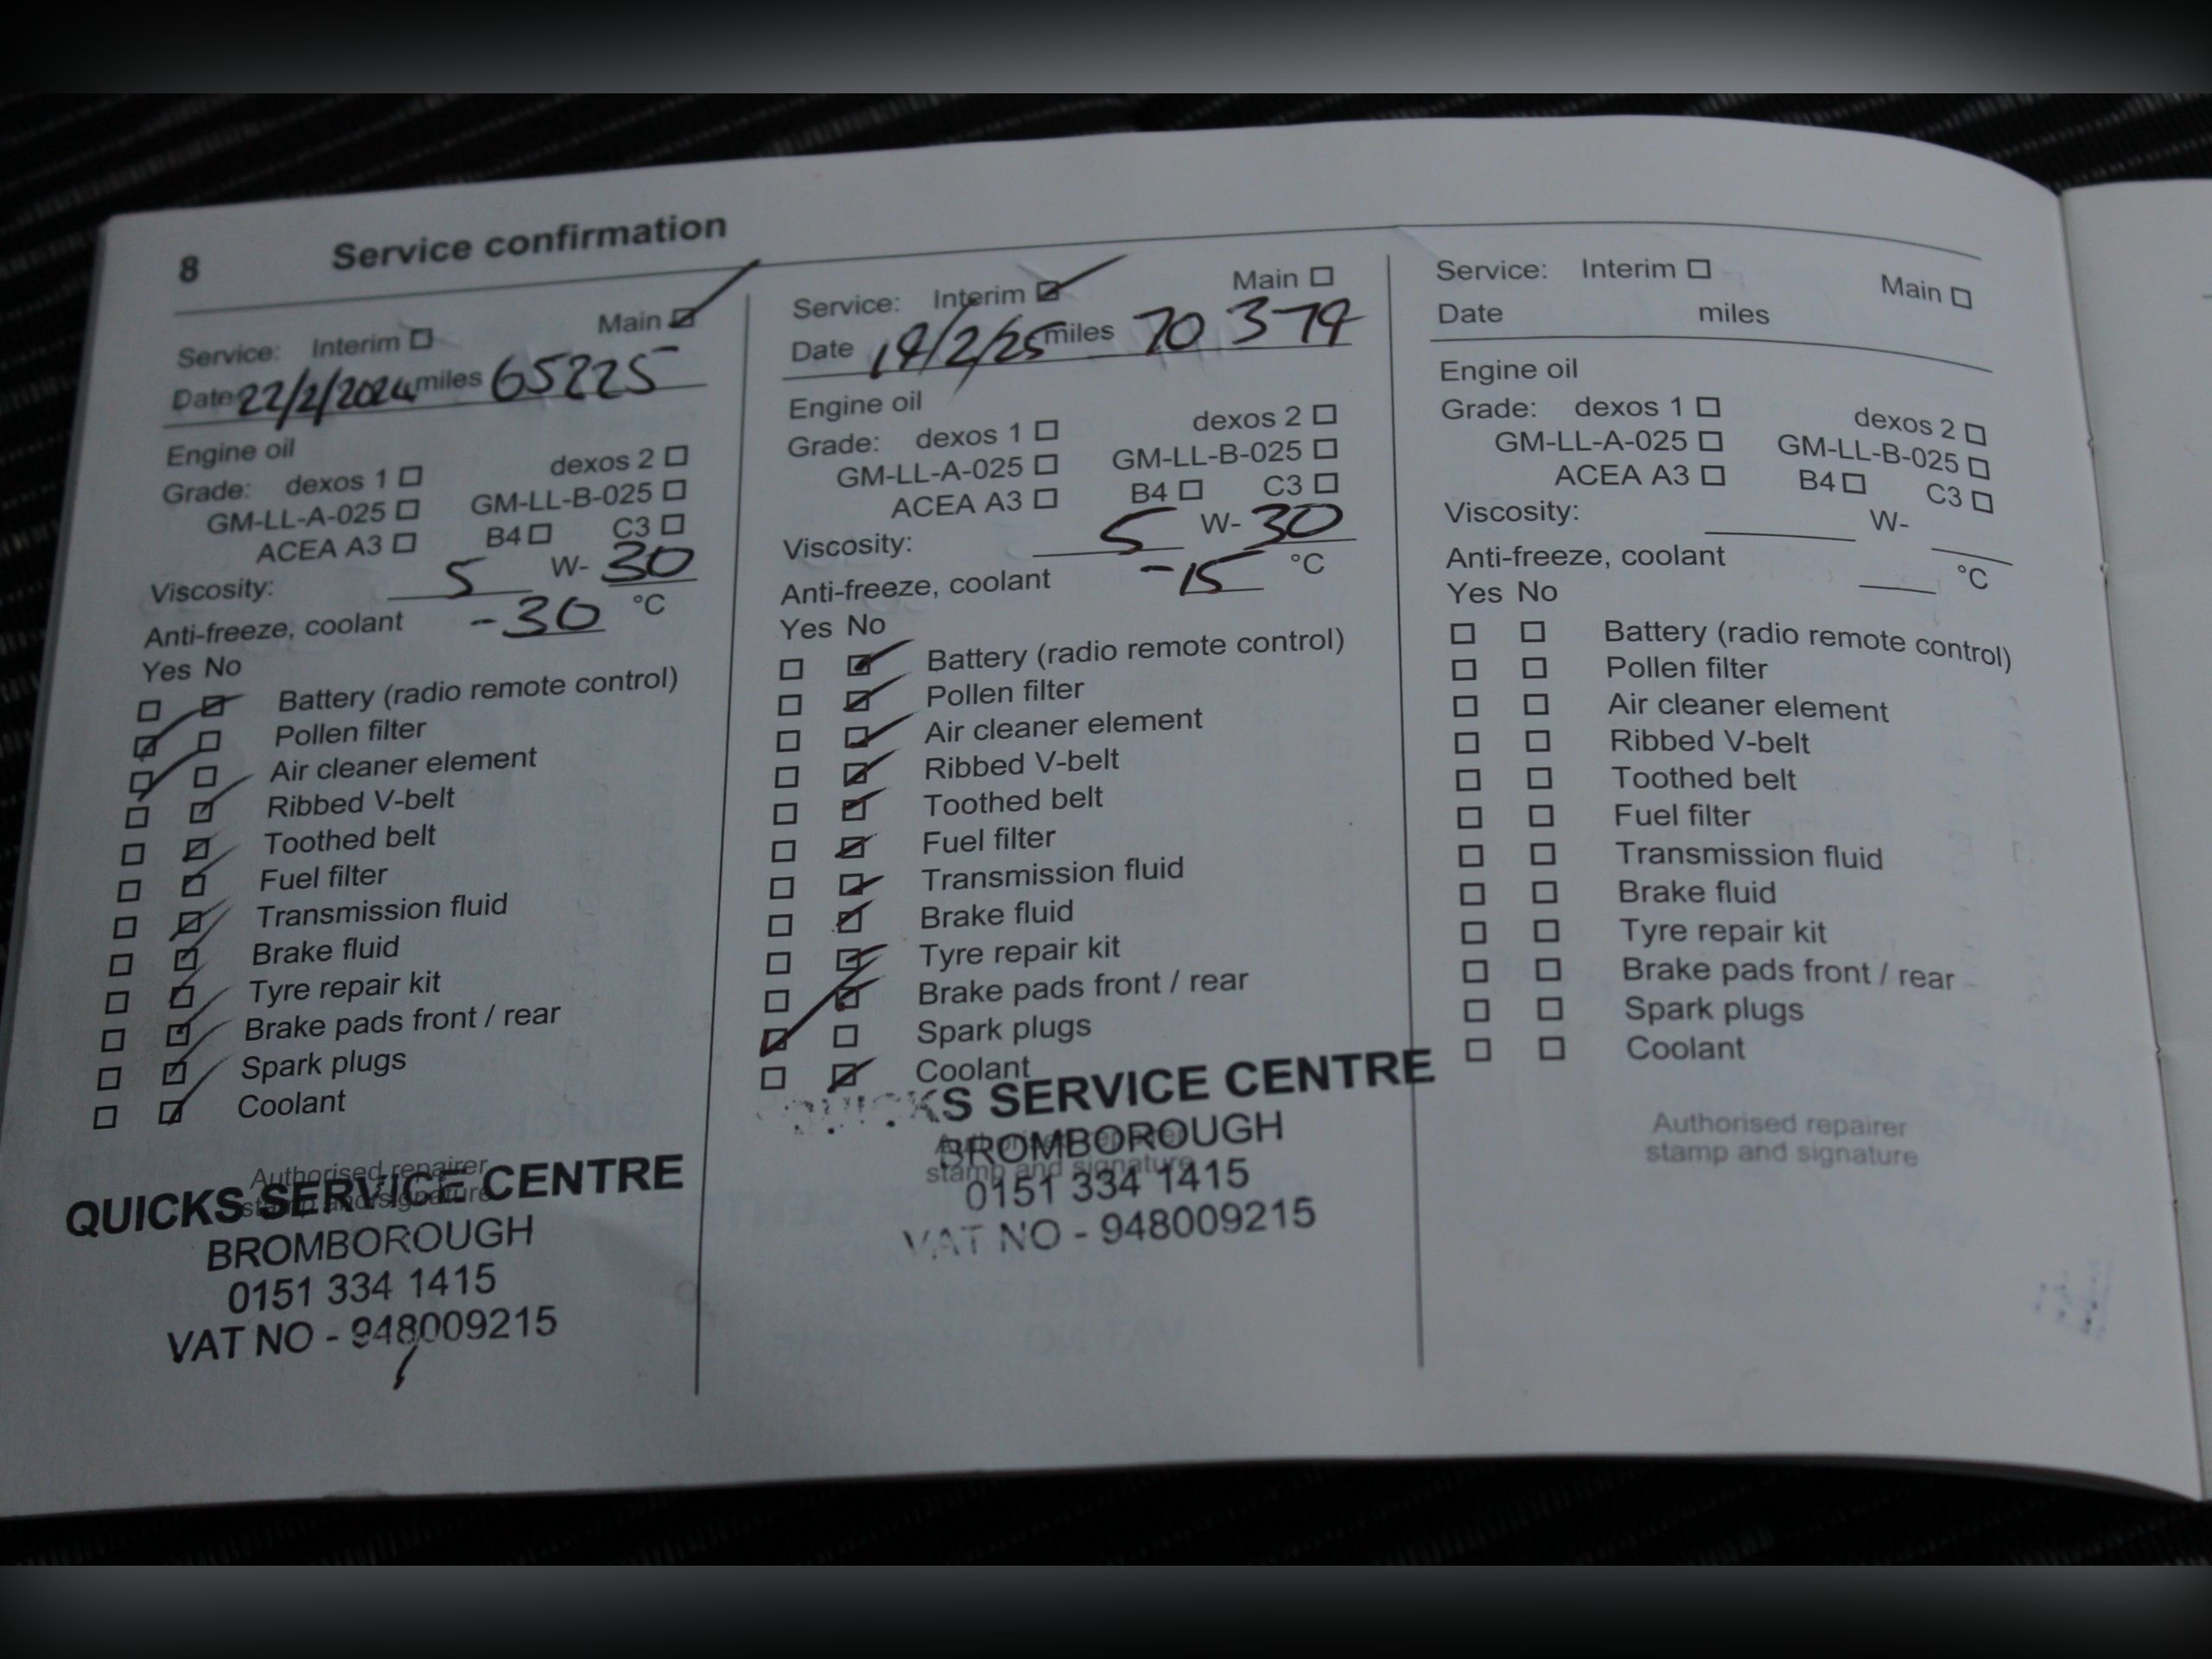 8 Service confirmation
Service: Interim Main
Date 22/2/2024 miles 65225
Engine oil
Grade: dexos 1 dexos 2
GM-LL-A-025 GM-LL-B-025
ACEA A3 B4 C3
Viscosity: 5 W- 30
Anti-freeze, coolant -30 °C
Yes No
Battery (radio remote control)
Pollen filter
Air cleaner element
Ribbed V-belt
Toothed belt
Fuel filter
Transmission fluid
Brake fluid
Tyre repair kit
Brake pads front / rear
Spark plugs
Coolant
Authorised repairer
stamp and signature
QUICKS SERVICE CENTRE
BROMBOROUGH
0151 334 1415
VAT NO - 948009215
Service: Interim Main
Date miles
Engine oil
Grade: dexos 1 dexos 2
GM-LL-A-025 GM-LL-B-025
ACEA A3 B4 C3
Viscosity: 5 W- 30
Anti-freeze, coolant -15 °C
Yes No
Battery (radio remote control)
Pollen filter
Air cleaner element
Ribbed V-belt
Toothed belt
Fuel filter
Transmission fluid
Brake fluid
Tyre repair kit
Brake pads front / rear
Spark plugs
Coolant
Authorised repairer
stamp and signature
QUICKS SERVICE CENTRE
BROMBOROUGH
0151 334 1415
VAT NO - 948009215
Service: Interim Main
Date miles
Engine oil
Grade: dexos 1 dexos 2
GM-LL-A-025 GM-LL-B-025
ACEA A3 B4 C3
Viscosity: W-
Anti-freeze, coolant °C
Yes No
Battery (radio remote control)
Pollen filter
Air cleaner element
Ribbed V-belt
Toothed belt
Fuel filter
Transmission fluid
Brake fluid
Tyre repair kit
Brake pads front / rear
Spark plugs
Coolant
Authorised repairer
stamp and signature